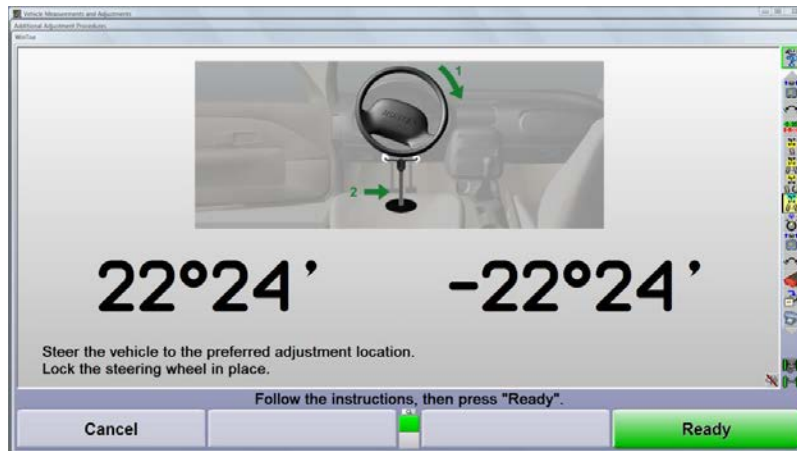 Vehicle Measurements and Adjustments
Additional Adjustment Procedures
WinToe
1
2
22°24' -22°24'
Steer the vehicle to the preferred adjustment location.
Lock the steering wheel in place.
Follow the instructions, then press "Ready".
Cancel Ready